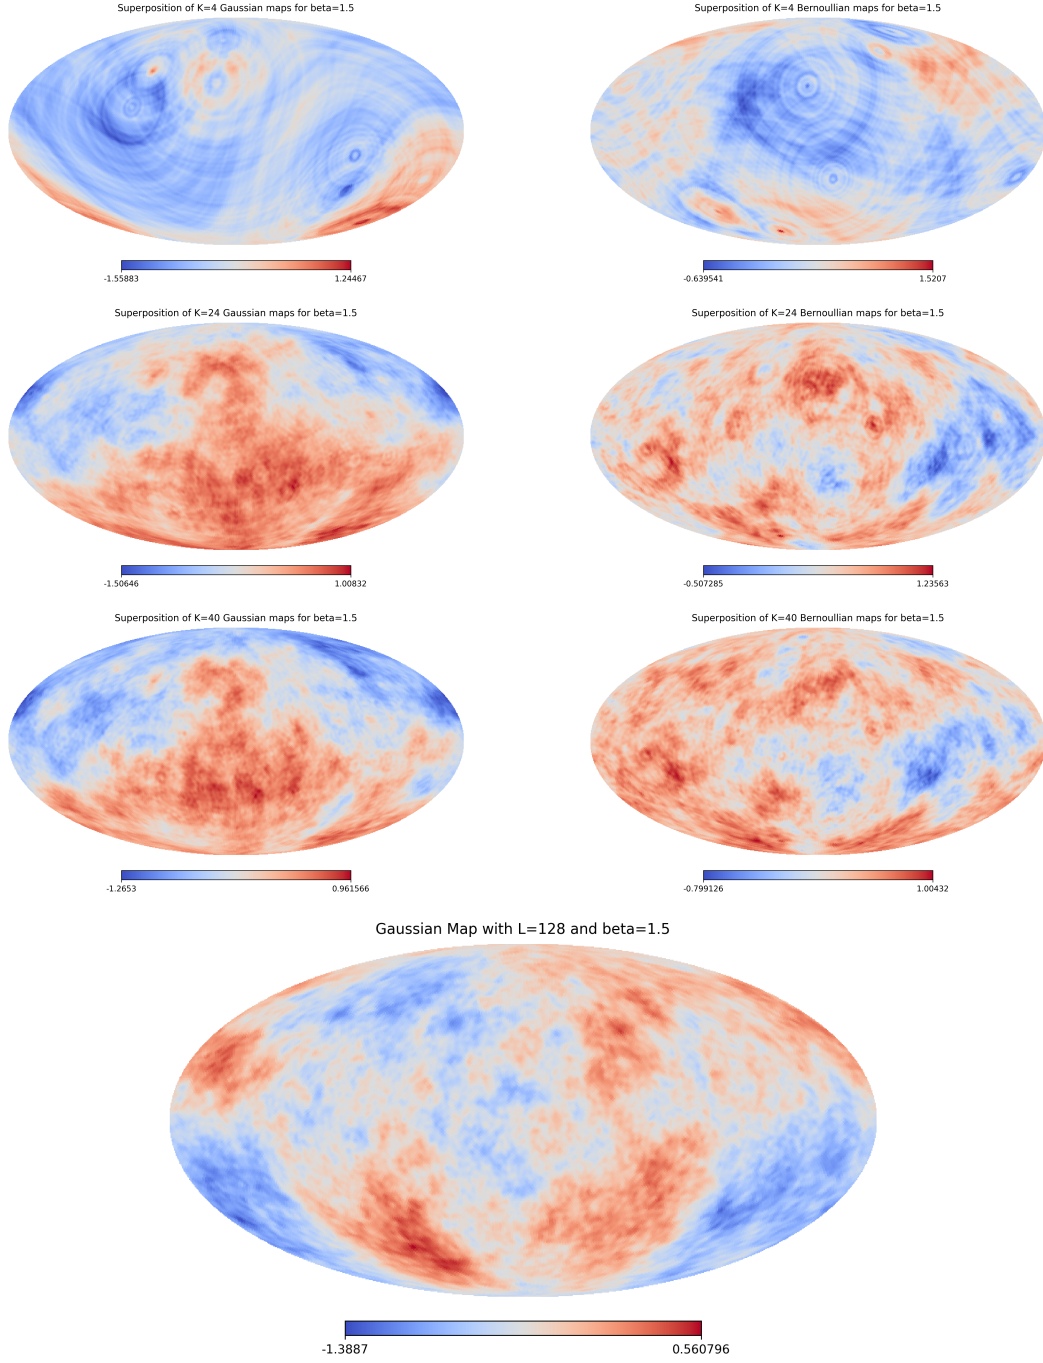 Superposition of K=4 Gaussian maps for beta=1.5
Superposition of K=4 Bernoullian maps for beta=1.5
-1.55883 1.24467
-0.639541 1.5207
Superposition of K=24 Gaussian maps for beta=1.5
Superposition of K=24 Bernoullian maps for beta=1.5
-1.50646 1.00832
-0.507285 1.23563
Superposition of K=40 Gaussian maps for beta=1.5
Superposition of K=40 Bernoullian maps for beta=1.5
-1.2653 0.961566
-0.799126 1.00432
Gaussian Map with L=128 and beta=1.5
-1.3887 0.560796